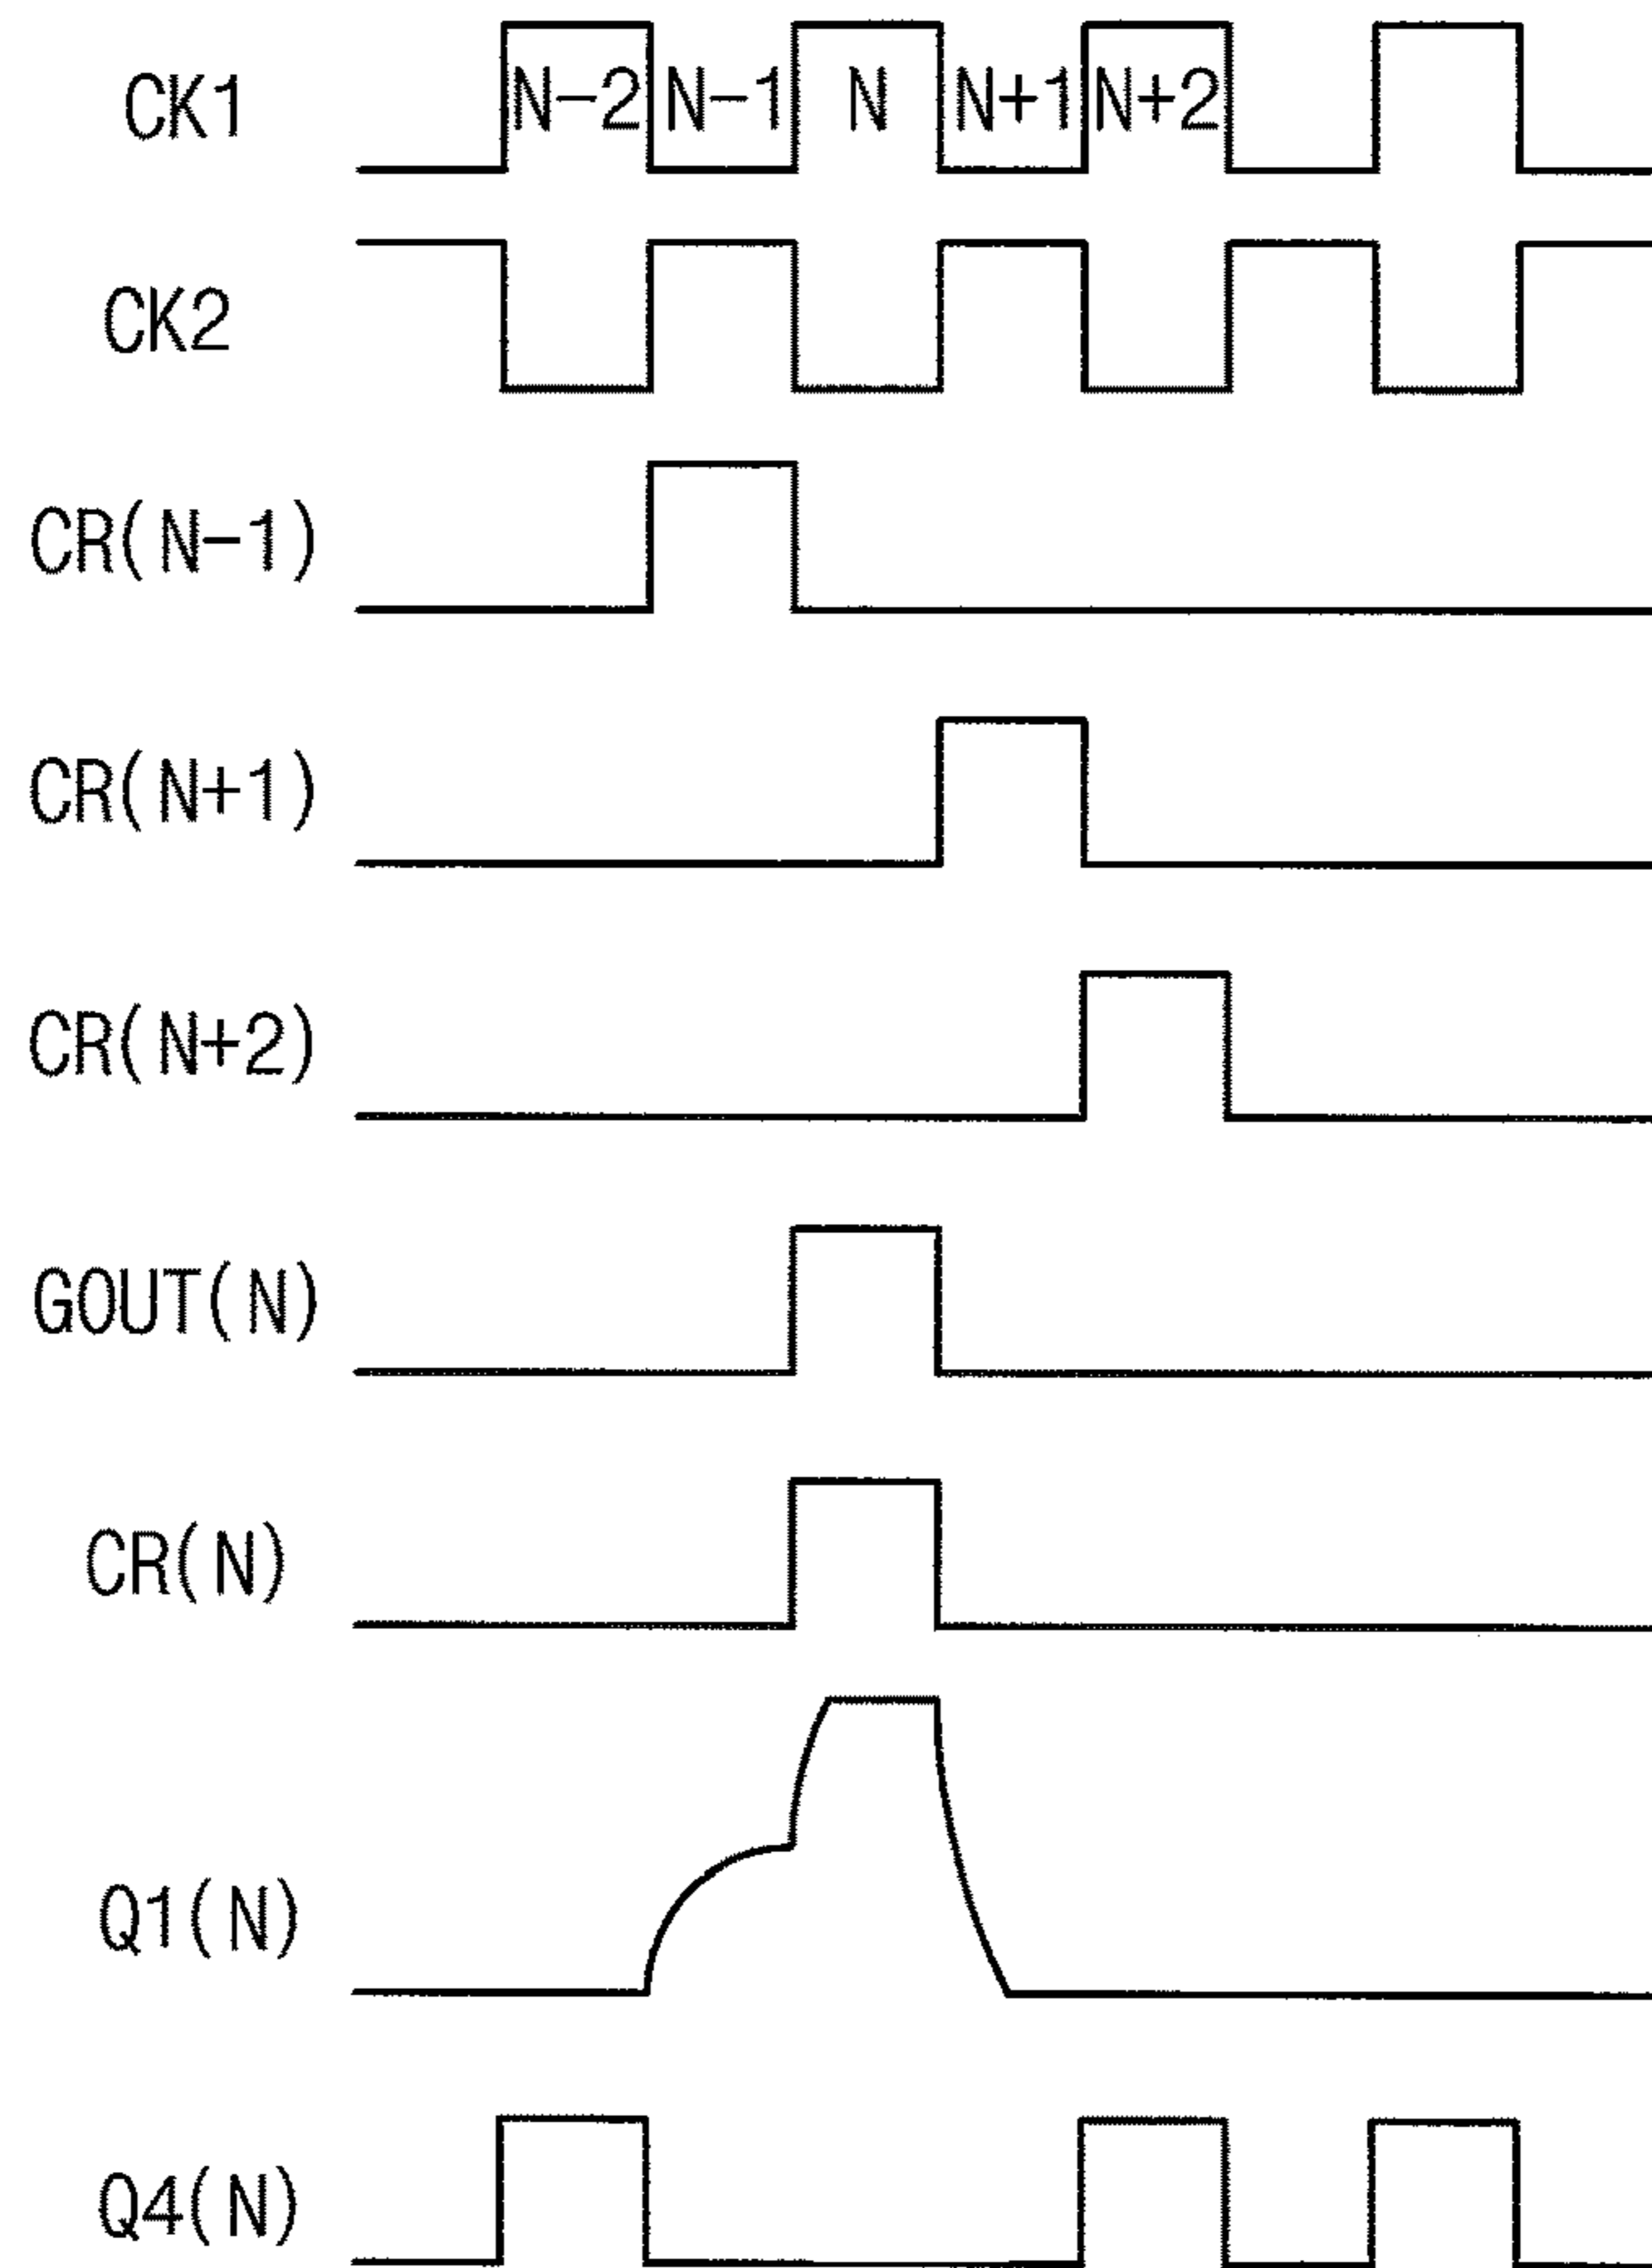 CK1 N-2 N-1 N N+1 N+2
CK2
CR(N-1)
CR(N+1)
CR(N+2)
GOUT(N)
CR(N)
Q1(N)
Q4(N)